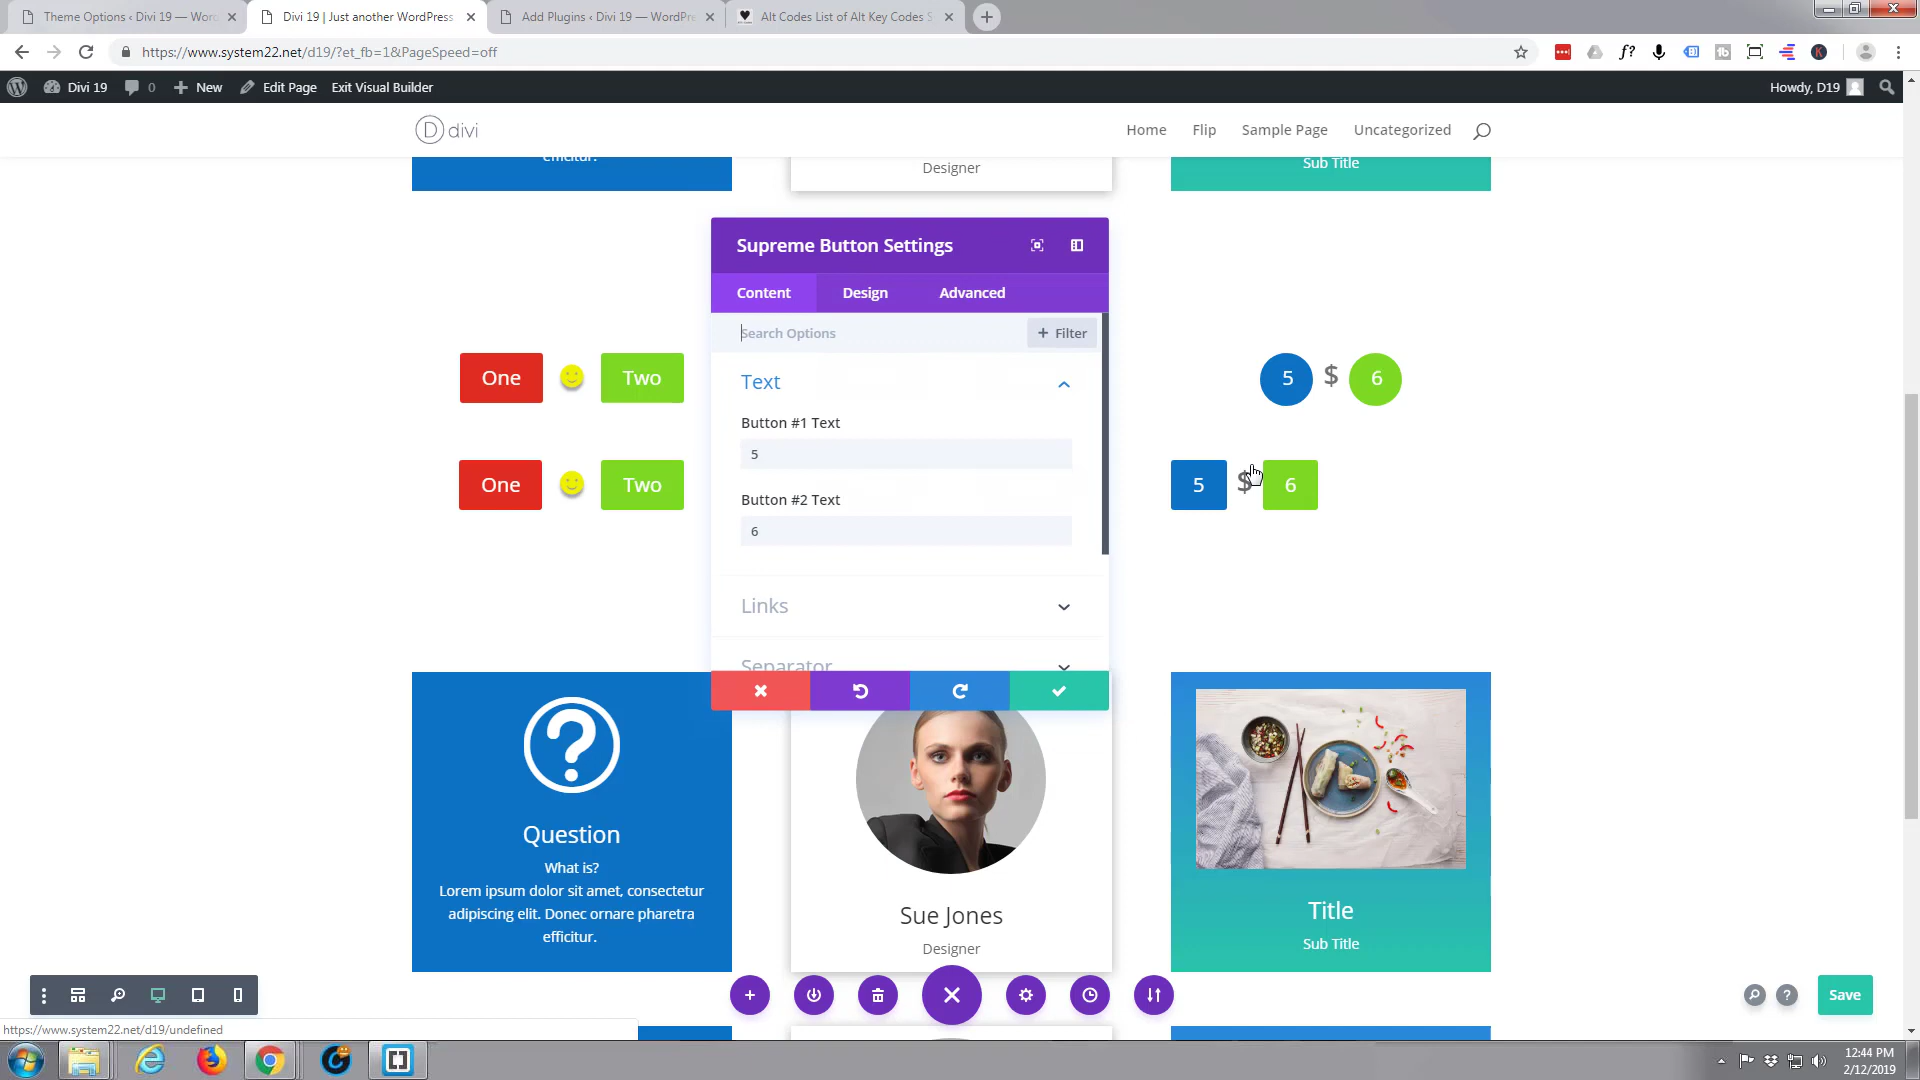 Theme Options ‹ Divi 19 — Wor
Divi 19 | Just another WordPress
Add Plugins ‹ Divi 19 — WordPre
Alt Codes List of Alt Key Codes S
https://www.system22.net/d19/?et_fb=1&PageSpeed=off
Divi 19
0
New
Edit Page
Exit Visual Builder
Howdy, D19
divi
Home
Flip
Sample Page
Uncategorized
efficitur.
Designer
Sub Title
Supreme Button Settings
Content
Design
Advanced
Search Options
+ Filter
Text
Button #1 Text
5
Button #2 Text
6
Links
Separator
One
Two
5 $ 6
One
Two
5 $ 6
Question
What is?
Lorem ipsum dolor sit amet, consectetur
adipiscing elit. Donec ornare pharetra
efficitur.
Sue Jones
Designer
Title
Sub Title
Save
https://www.system22.net/d19/undefined
12:44 PM
2/12/2019